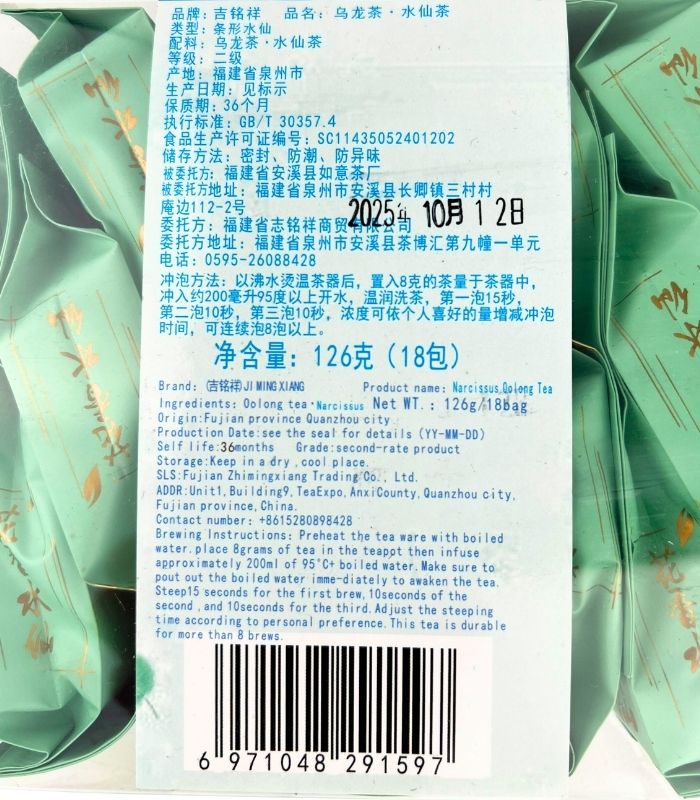 品牌：吉铭祥 品名：乌龙茶·水仙茶
类型：条形水仙
配料：乌龙茶·水仙茶
等级：二级
产地：福建省泉州市
生产日期：见标示
保质期：36个月
执行标准：GB/T 30357.4
食品生产许可证编号：SC11435052401202
储存方法：密封、防潮、防异味
被委托方：福建省安溪县如意茶厂
被委托方地址：福建省泉州市安溪县长卿镇三村村
庵边112-2号
2025年 10月 12日
委托方：福建省志铭祥商贸有限公司
委托方地址：福建省泉州市安溪县茶博汇第九幢一单元
电话：0595-26088428
冲泡方法：以沸水烫温茶器后，置入8克的茶量于茶器中，
冲入约200毫升95度以上开水，温润洗茶，第一泡15秒，
第二泡10秒，第三泡10秒，浓度可依个人喜好的量增减冲泡
时间，可连续泡8泡以上。
净含量：126克（18包）
Brand: (吉铭祥)JI MING XIANG Product name: Narcissus Oolong Tea
Ingredients: Oolong tea·Narcissus Net WT.: 126g/18bag
Origin:Fujian province Quanzhou city
Production Date:see the seal for details (YY-MM-DD)
Self life:36months Grade:second-rate product
Storage:Keep in a dry ,cool place.
SLS:Fujian Zhimingxiang Trading Co., Ltd.
ADDR:Unit1,Building9,TeaExpo,AnxiCounty,Quanzhou city,
Fujian province,China.
Contact number: +8615280898428
Brewing Instructions: Preheat the tea ware with boiled
water.place 8grams of tea in the teappt then infuse
approximately 200ml of 95°C+ boiled water.Make sure to
pout out the boiled water imme-diately to awaken the tea.
Steep15 seconds for the first brew,10seconds of the
second ,and 10seconds for the third.Adjust the steeping
time according to personal preference.This tea is durable
for more than 8 brews.
6 971048 291597